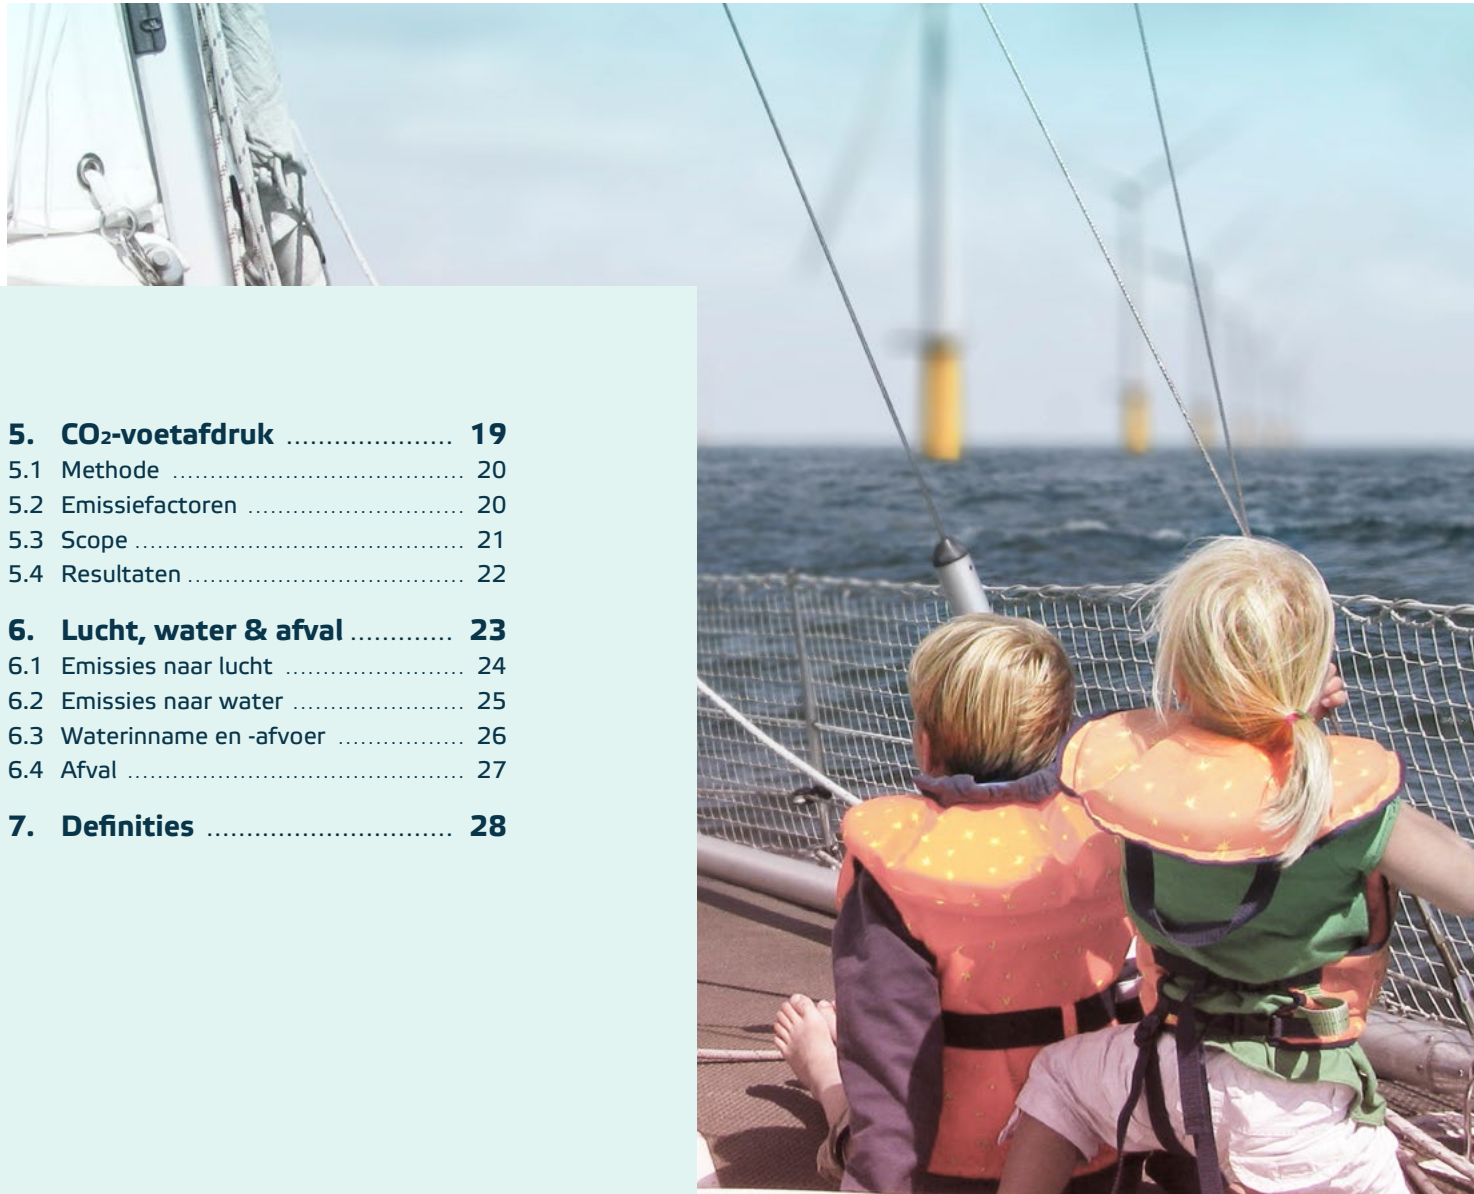 5. CO₂-voetafdruk ..................... 19
5.1 Methode ....................................... 20
5.2 Emissiefactoren ............................. 20
5.3 Scope ............................................ 21
5.4 Resultaten ..................................... 22
6. Lucht, water & afval ............. 23
6.1 Emissies naar lucht ........................ 24
6.2 Emissies naar water ....................... 25
6.3 Waterinname en -afvoer ................. 26
6.4 Afval ............................................. 27
7. Definities ............................... 28